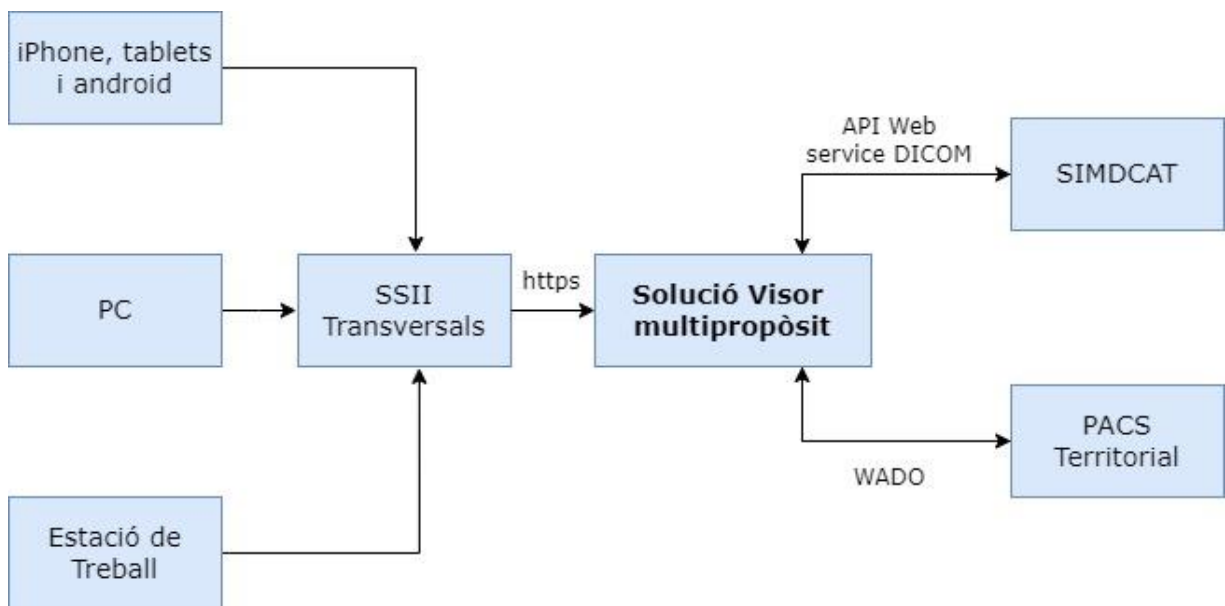 iPhone, tablets
i android
API Web
service DICOM
SIMDCAT
PC
SSII
Transversals
https
Solució Visor
multipropòsit
PACS
Territorial
WADO
Estació de
Treball